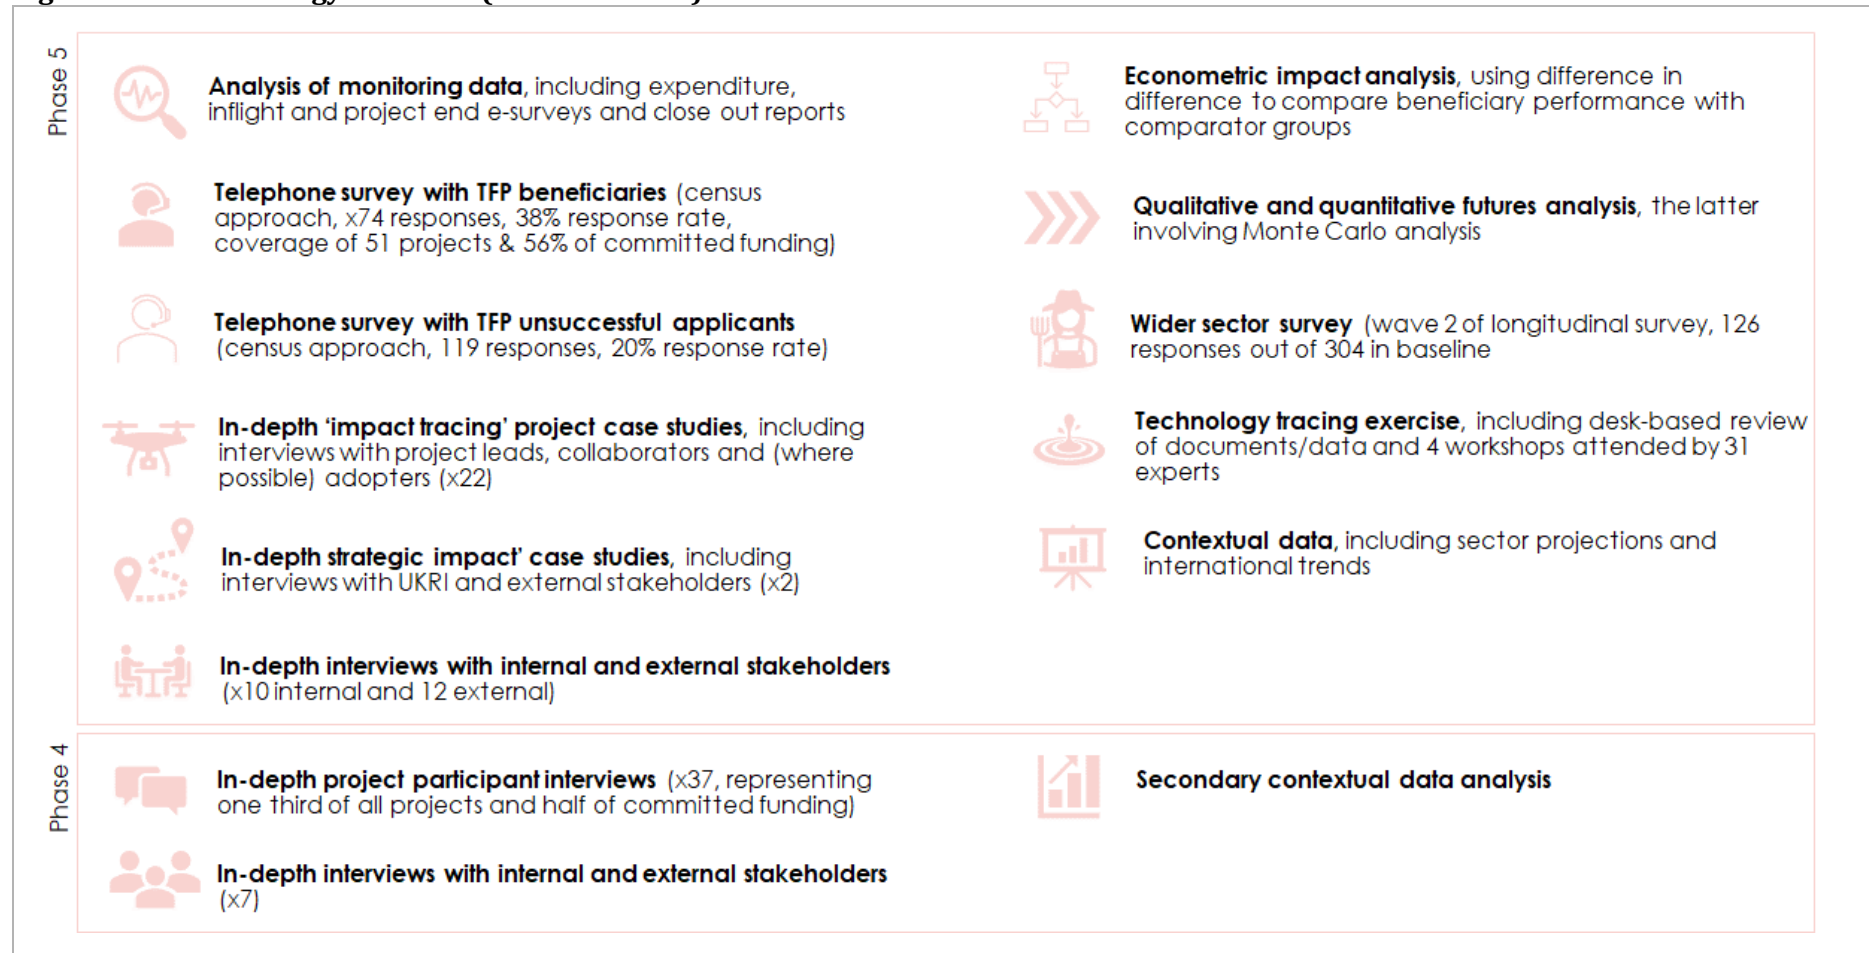 Phase 5
Analysis of monitoring data, including expenditure,
inflight and project end e-surveys and close out reports
Telephone survey with TFP beneficiaries (census
approach, x74 responses, 38% response rate,
coverage of 51 projects & 56% of committed funding)
Telephone survey with TFP unsuccessful applicants
(census approach, 119 responses, 20% response rate)
In-depth ‘impact tracing’ project case studies, including
interviews with project leads, collaborators and (where
possible) adopters (x22)
In-depth strategic impact’ case studies, including
interviews with UKRI and external stakeholders (x2)
In-depth interviews with internal and external stakeholders
(x10 internal and 12 external)
Econometric impact analysis, using difference in
difference to compare beneficiary performance with
comparator groups
Qualitative and quantitative futures analysis, the latter
involving Monte Carlo analysis
Wider sector survey (wave 2 of longitudinal survey, 126
responses out of 304 in baseline
Technology tracing exercise, including desk-based review
of documents/data and 4 workshops attended by 31
experts
Contextual data, including sector projections and
international trends
Phase 4
In-depth project participant interviews (x37, representing
one third of all projects and half of committed funding)
In-depth interviews with internal and external stakeholders
(x7)
Secondary contextual data analysis